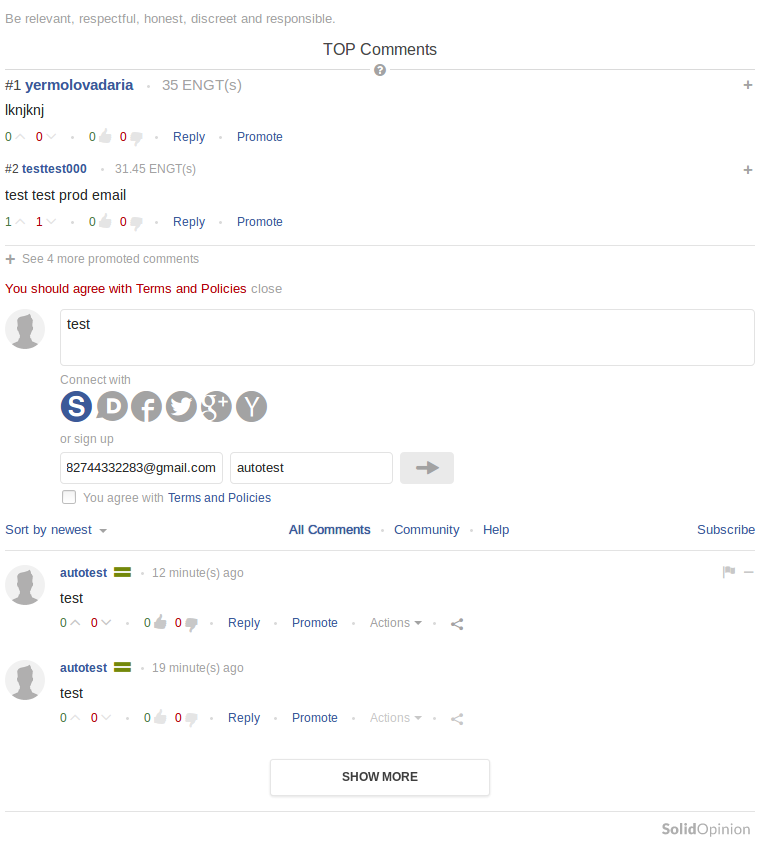 Be relevant, respectful, honest, discreet and responsible.
TOP Comments
?
#1 yermolovadaria • 35 ENGT(s) +
lknjknj
0 0 • 0 0 • Reply • Promote
#2 testtest000 • 31.45 ENGT(s) +
test test prod email
1 1 • 0 0 • Reply • Promote
+ See 4 more promoted comments
You should agree with Terms and Policies close
test
Connect with
S D f g+ Y
or sign up
82744332283@gmail.com autotest
You agree with Terms and Policies
Sort by newest All Comments • Community • Help Subscribe
autotest • 12 minute(s) ago
test
0 0 • 0 0 • Reply • Promote • Actions •
autotest • 19 minute(s) ago
test
0 0 • 0 0 • Reply • Promote • Actions •
SHOW MORE
SolidOpinion